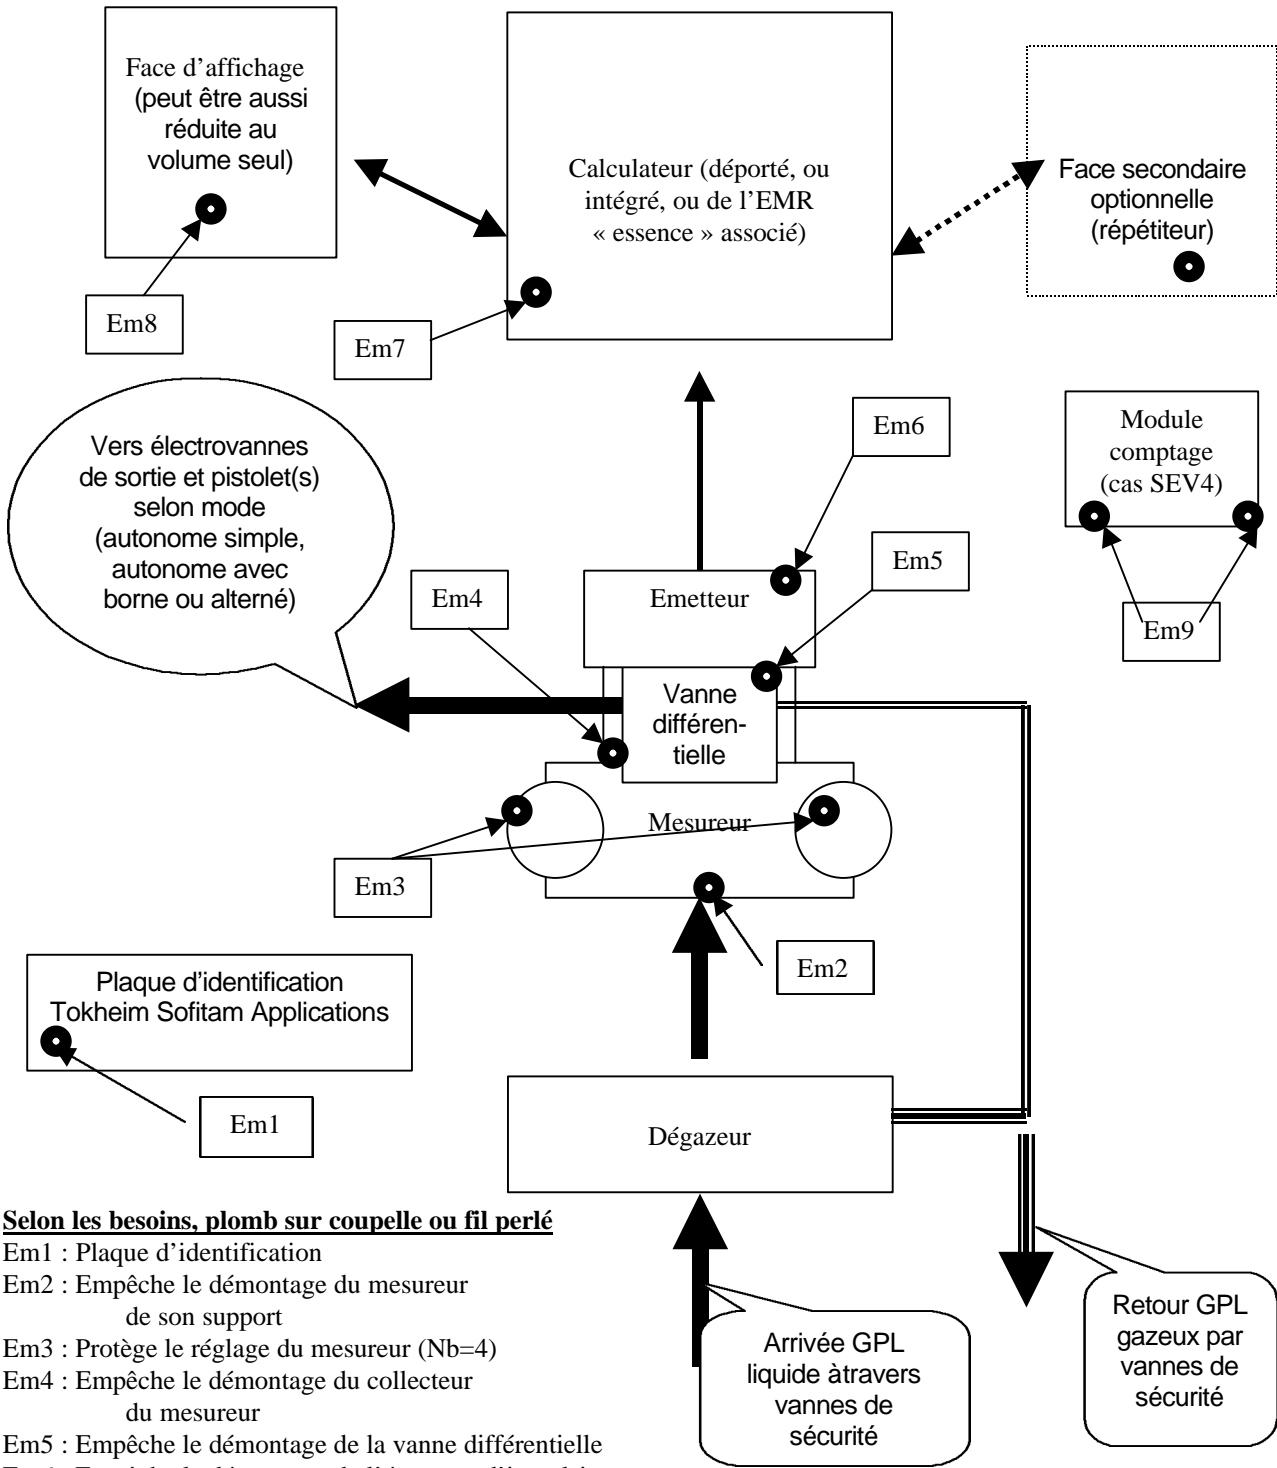 Face d'affichage
(peut être aussi
réduite au
volume seul)
Calculateur (déporté, ou
intégré, ou de l'EMR
« essence » associé)
Face secondaire
optionnelle
(répétiteur)
Em8
Em7
Vers électrovannes
de sortie et pistolet(s)
selon mode
(autonome simple,
autonome avec
borne ou alterné)
Em6
Module
comptage
(cas SEV4)
Em5
Em4
Emetteur
Em9
Vanne
différen-
tielle
Mesureur
Em3
Em2
Plaque d'identification
Tokheim Sofitam Applications
Em1
Dégazeur
Selon les besoins, plomb sur coupelle ou fil perlé
Em1 : Plaque d'identification
Em2 : Empêche le démontage du mesureur
de son support
Em3 : Protège le réglage du mesureur (Nb=4)
Em4 : Empêche le démontage du collecteur
du mesureur
Em5 : Empêche le démontage de la vanne différentielle
Arrivée GPL
liquide àtravers
vannes de
sécurité
Retour GPL
gazeux par
vannes de
sécurité